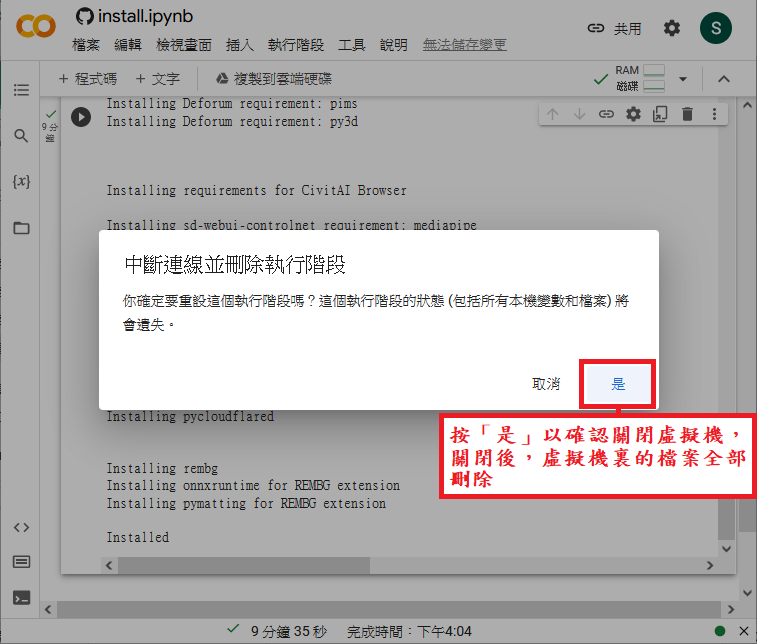 install.ipynb
共用
S
檔案 編輯 檢視畫面 插入 執行階段 工具 說明 無法儲存變更
+ 程式碼 + 文字 複製到雲端硬碟
RAM
磁碟
9 分
鐘
Installing Deforum requirement: pims
Installing Deforum requirement: py3d
{x}
Installing requirements for CivitAI Browser
Installing sd-webui-controlnet requirement: mediapipe
中斷連線並刪除執行階段
你確定要重設這個執行階段嗎？這個執行階段的狀態 (包括所有本機變數和檔案) 將
會遺失。
取消 是
Installing pycloudflared
按「是」以確認關閉虛擬機，
關閉後，虛擬機裏的檔案全部
刪除
Installing rembg
Installing onnxruntime for REMBG extension
Installing pymatting for REMBG extension
Installed
9 分鐘 35 秒 完成時間：下午4:04